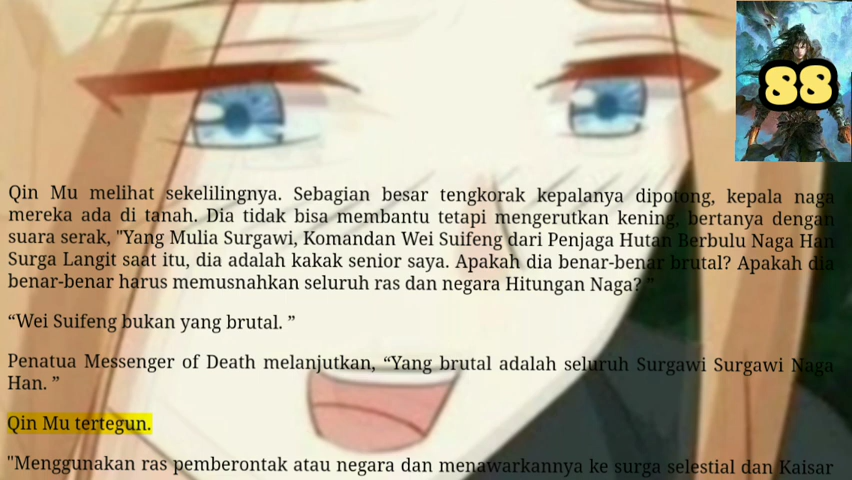 88
Qin Mu melihat sekelilingnya. Sebagian besar tengkorak kepalanya dipotong, kepala naga
mereka ada di tanah. Dia tidak bisa membantu tetapi mengerutkan kening, bertanya dengan
suara serak, "Yang Mulia Surgawi, Komandan Wei Suifeng dari Penjaga Hutan Berbulu Naga Han
Surga Langit saat itu, dia adalah kakak senior saya. Apakah dia benar-benar brutal? Apakah dia
benar-benar harus memusnahkan seluruh ras dan negara Hitungan Naga? ”
“Wei Suifeng bukan yang brutal. ”
Penatua Messenger of Death melanjutkan, “Yang brutal adalah seluruh Surgawi Surgawi Naga
Han. ”
Qin Mu tertegun.
"Menggunakan ras pemberontak atau negara dan menawarkannya ke surga selestial dan Kaisar